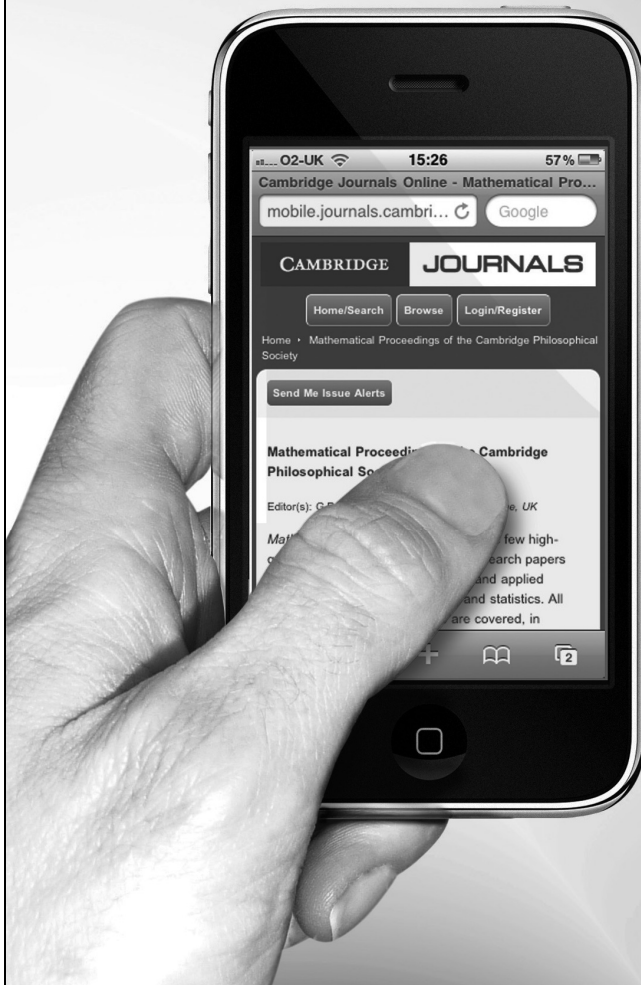 O2-UK 15:26 57%
Cambridge Journals Online - Mathematical Pro...
mobile.journals.cambri... Google
CAMBRIDGE JOURNALS
Home/Search Browse Login/Register
Home • Mathematical Proceedings of the Cambridge Philosophical
Society
Send Me Issue Alerts
Mathematical Cambridge
Philosophical
Editor(s): UK
few high-
earch papers
and applied
and statistics. All
are covered, in
2